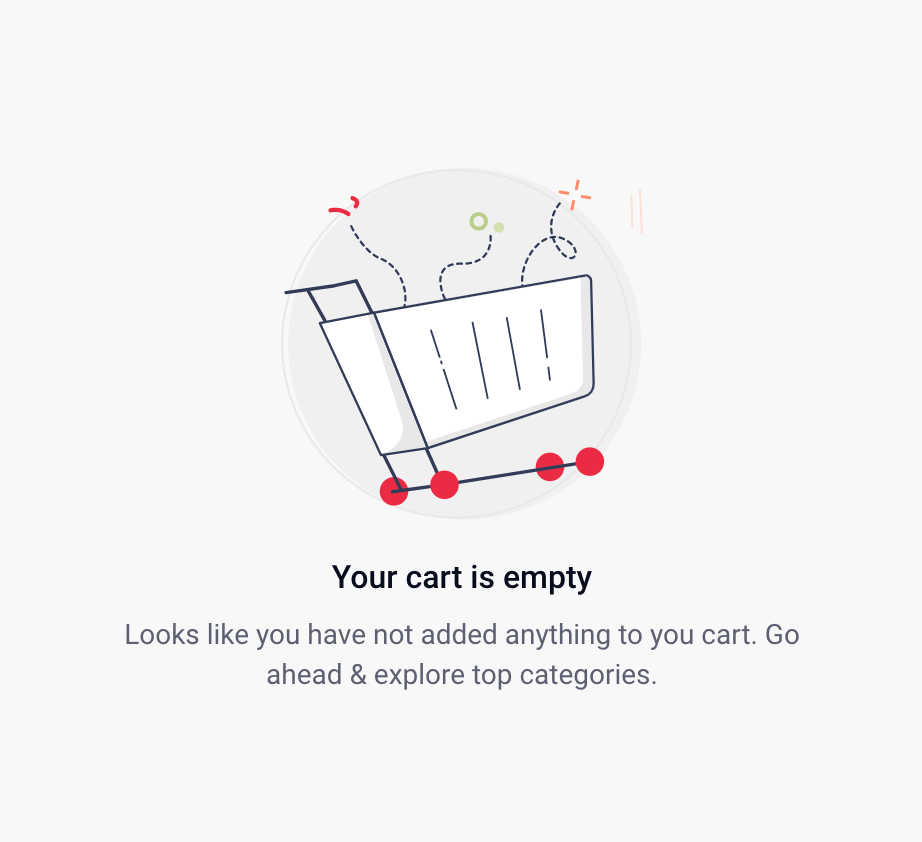 Your cart is empty
Looks like you have not added anything to you cart. Go
ahead & explore top categories.